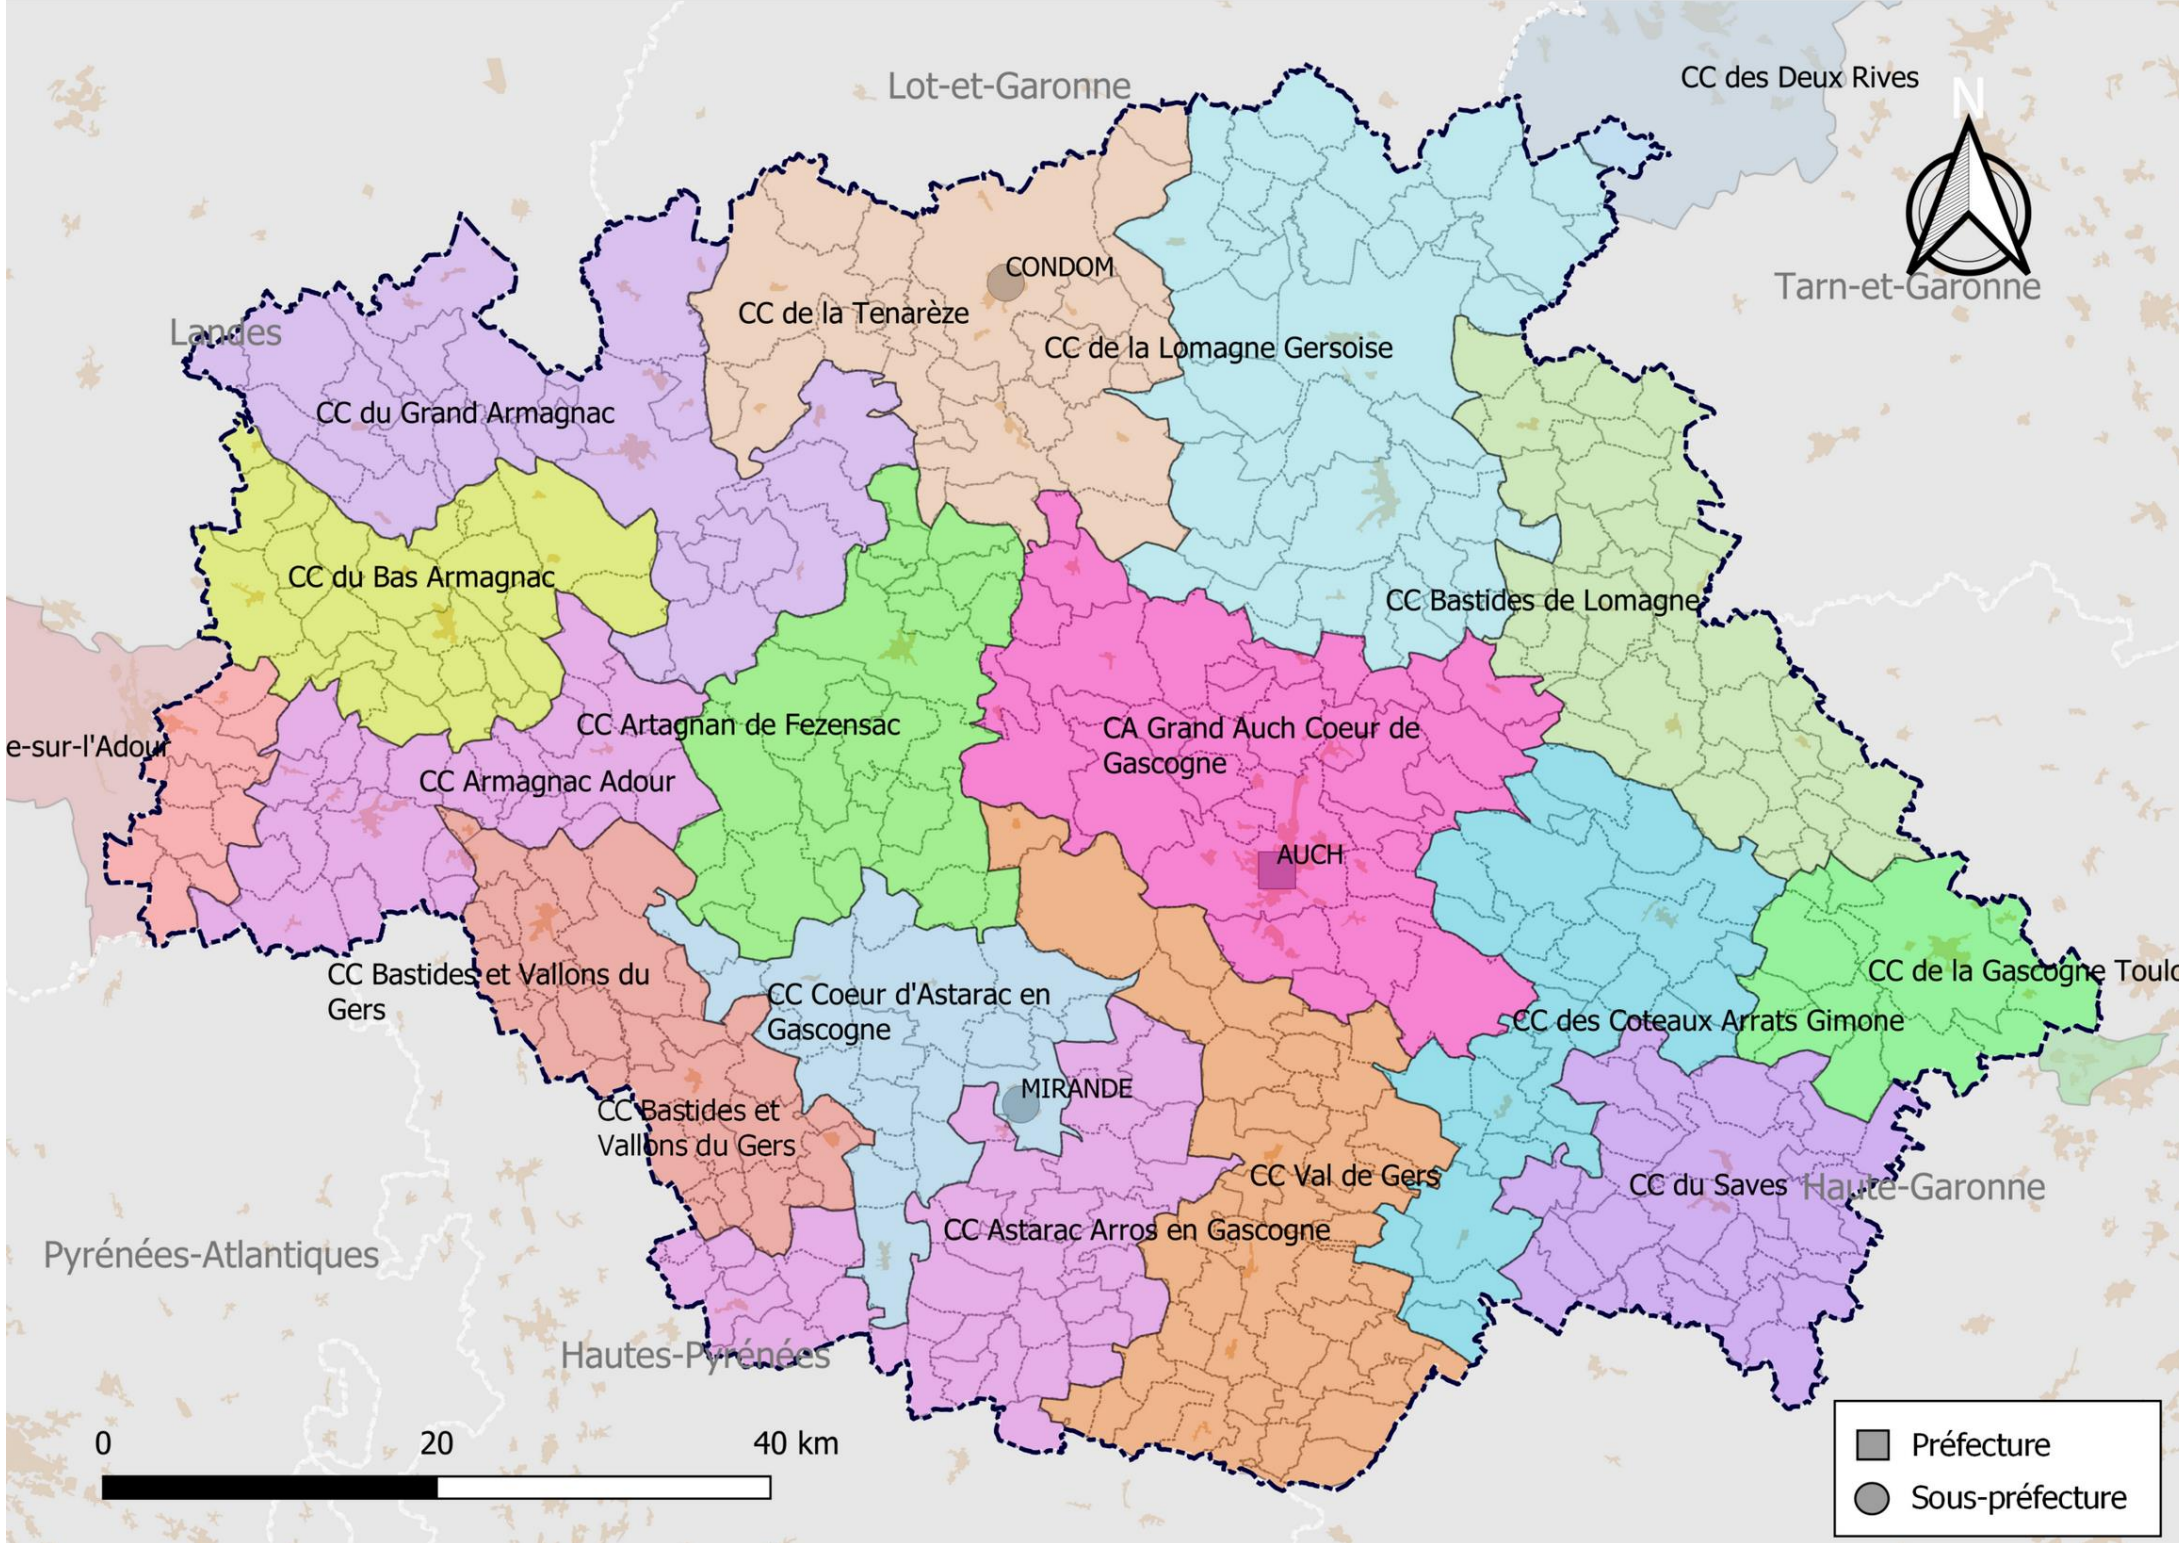 CC des Deux Rives
Lot-et-Garonne
N
CONDOM
Tarn-et-Garonne
CC de la Tenarèze
Landes
CC de la Lomagne Gersoise
CC du Grand Armagnac
CC du Bas Armagnac
CC Bastides de Lomagne
CC Artagnan de Fezensac
CA Grand Auch Coeur de
Gascogne
e-sur-l'Adour
CC Armagnac Adour
AUCH
CC Bastides et Vallons du
Gers
CC de la Gascogne Toulo
CC Coeur d'Astarac en
Gascogne
CC des Coteaux Arrats Gimone
MIRANDE
CC Bastides et
Vallons du Gers
CC Val de Gers
CC du Saves
Haute-Garonne
CC Astarac Arros en Gascogne
Pyrénées-Atlantiques
Hautes-Pyrénées
0 20 40 km
Préfecture
Sous-préfecture